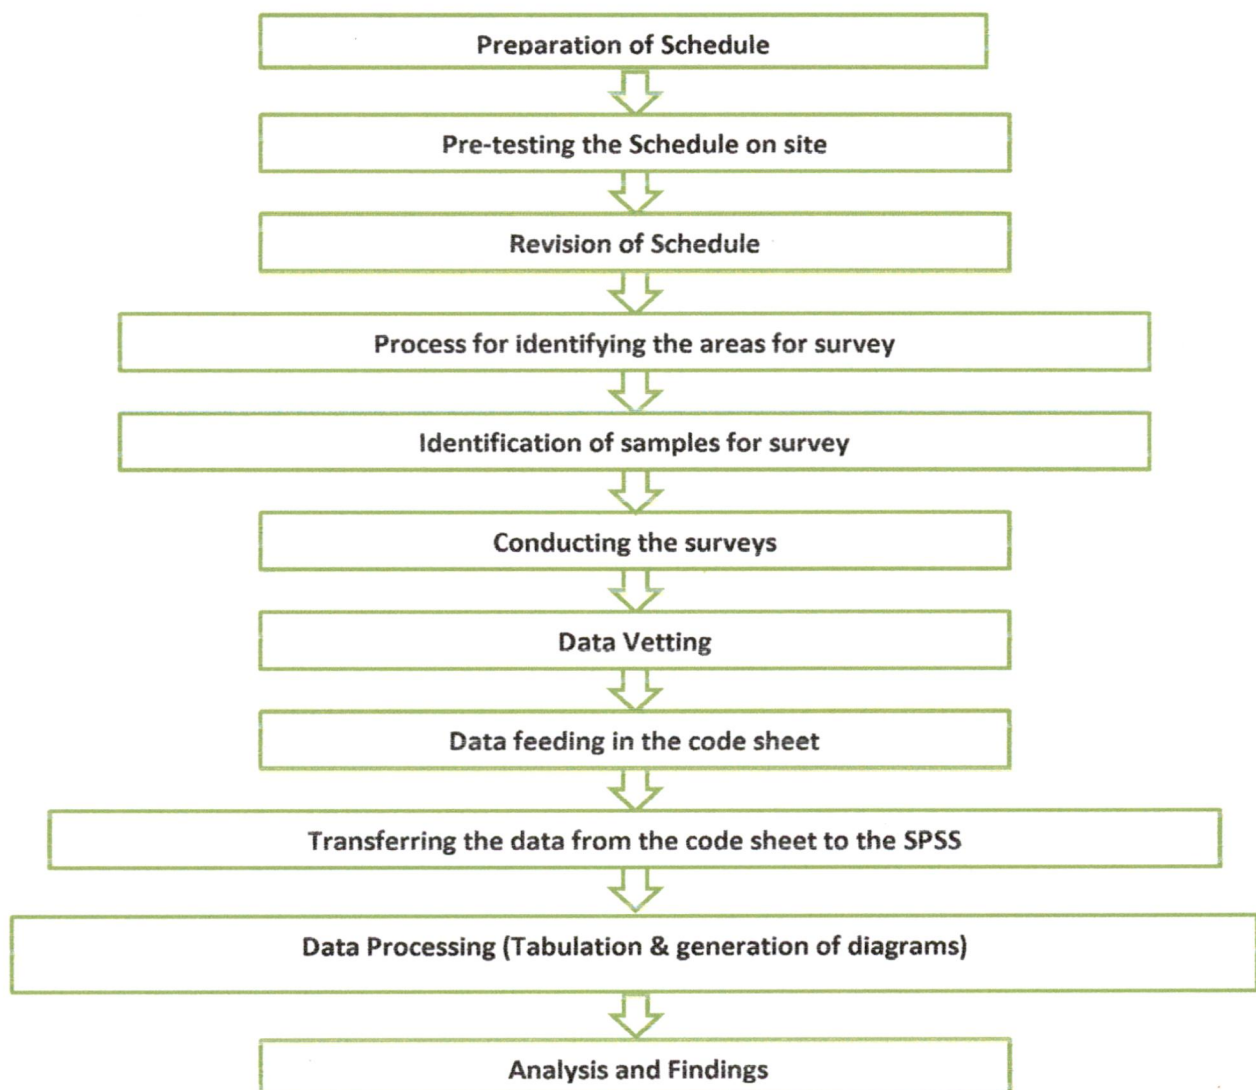 Preparation of Schedule
Pre-testing the Schedule on site
Revision of Schedule
Process for identifying the areas for survey
Identification of samples for survey
Conducting the surveys
Data Vetting
Data feeding in the code sheet
Transferring the data from the code sheet to the SPSS
Data Processing (Tabulation & generation of diagrams)
Analysis and Findings